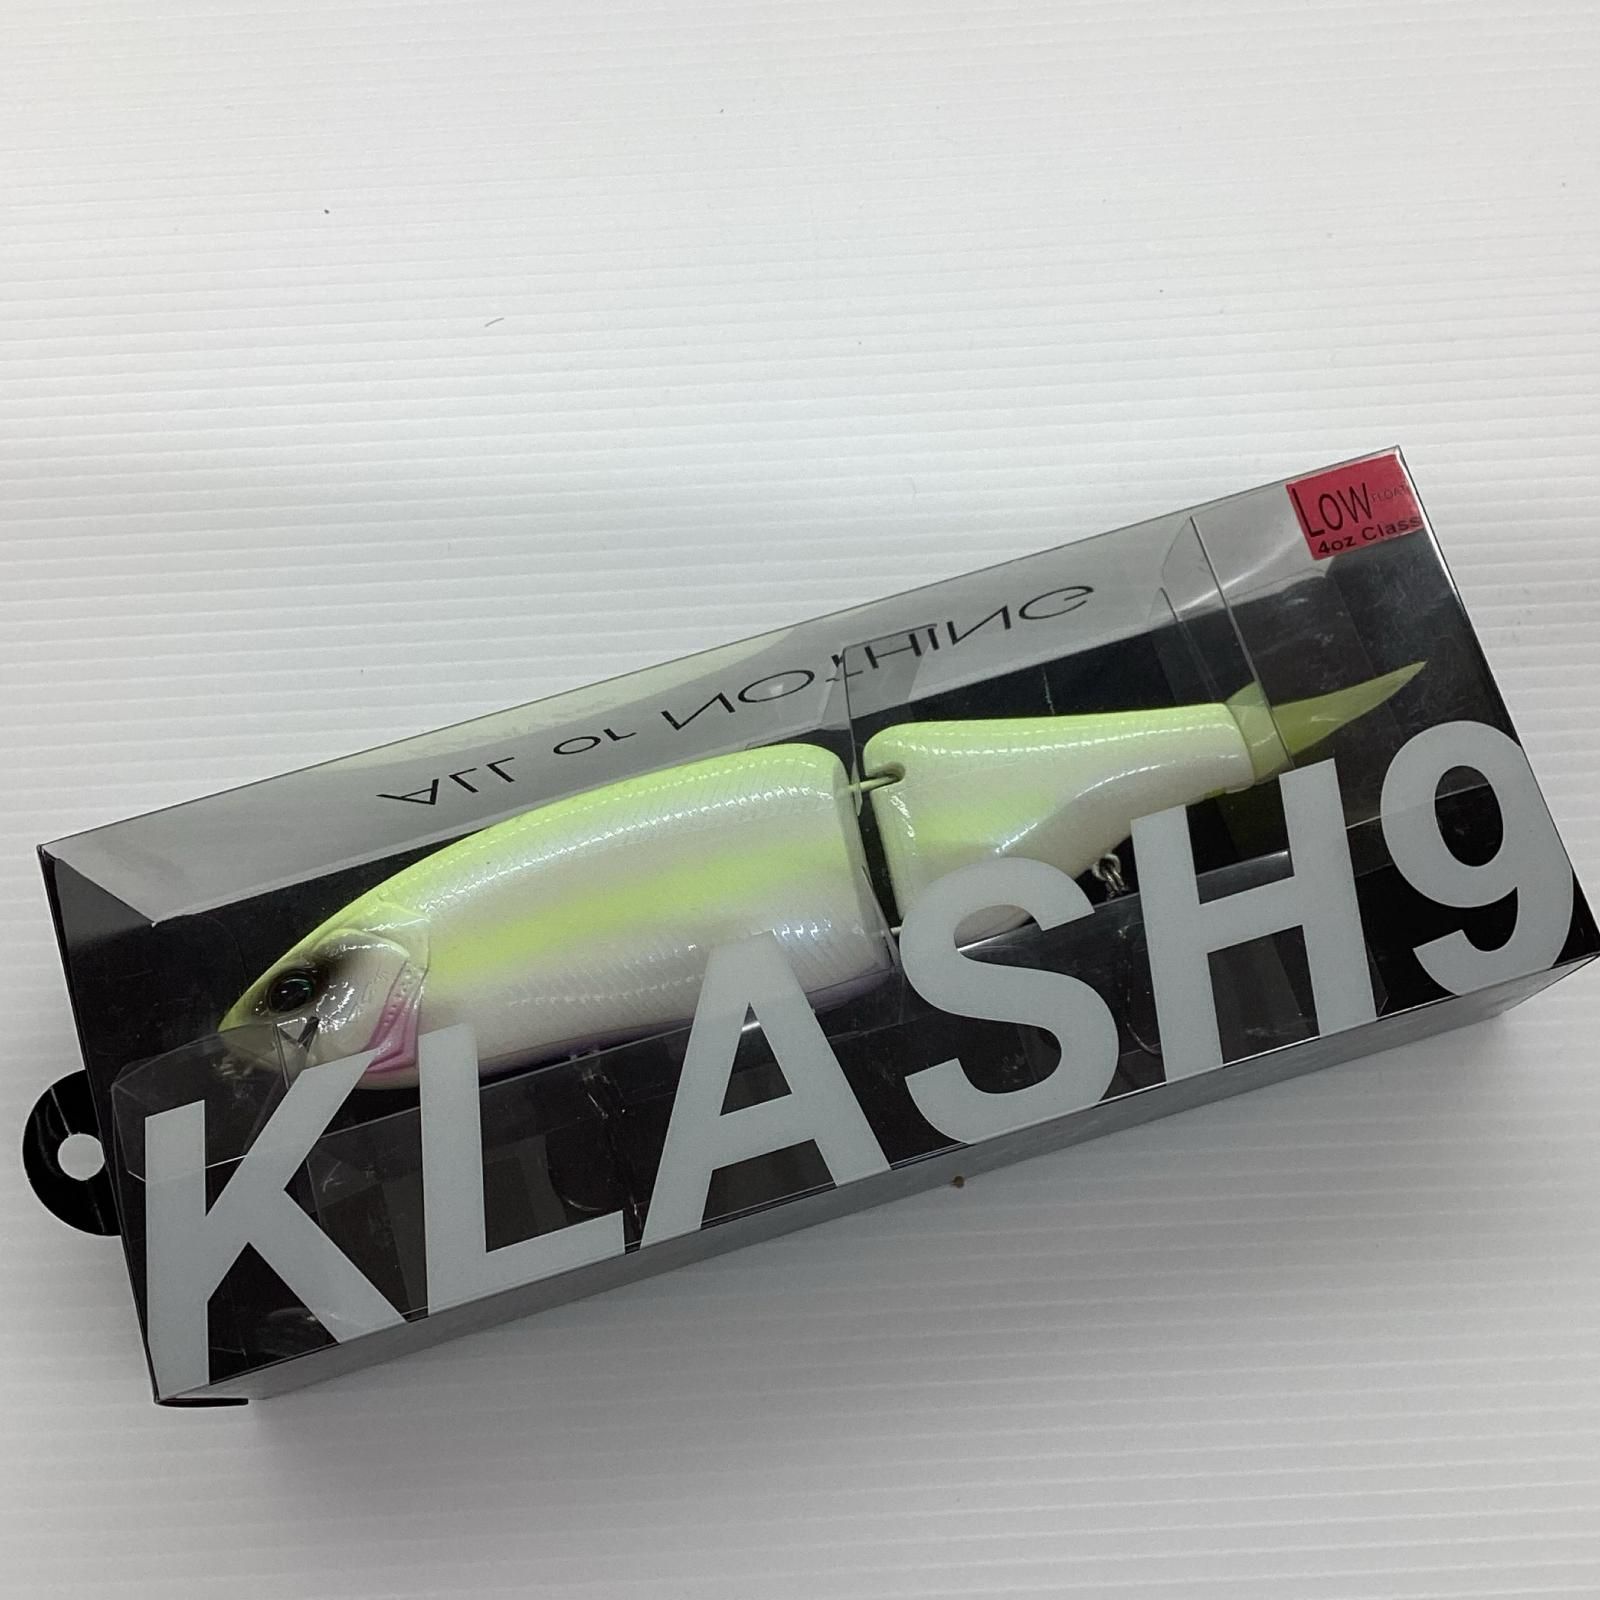 LOW FLOAT
4oz Class
ALL or NOTHING
KLASH9